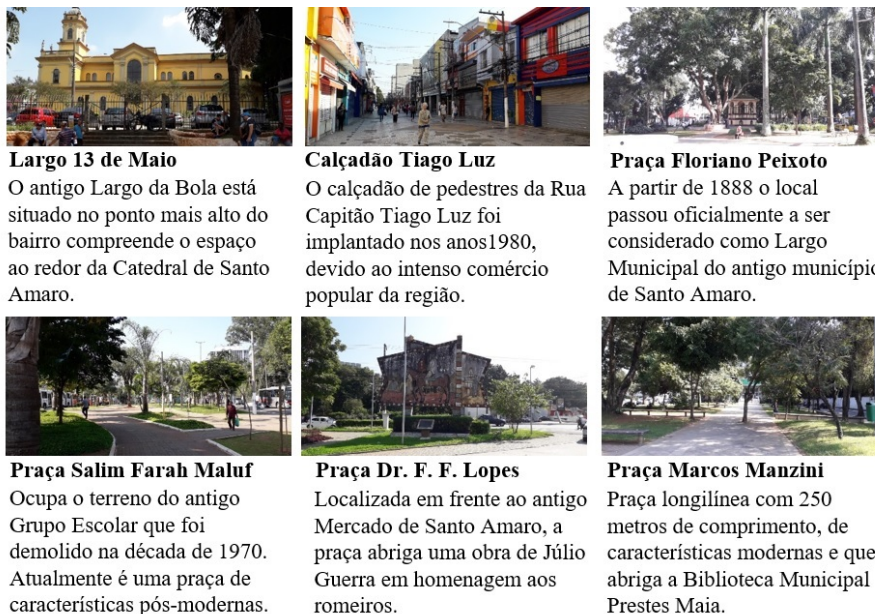 Largo 13 de Maio
O antigo Largo da Bola está
situado no ponto mais alto do
bairro compreende o espaço
ao redor da Catedral de Santo
Amaro.
Calçadão Tiago Luz
O calçadão de pedestres da Rua
Capitão Tiago Luz foi
implantado nos anos1980,
devido ao intenso comércio
popular da região.
Praça Floriano Peixoto
A partir de 1888 o local
passou oficialmente a ser
considerado como Largo
Municipal do antigo município
de Santo Amaro.
Praça Salim Farah Maluf
Ocupa o terreno do antigo
Grupo Escolar que foi
demolido na década de 1970.
Atualmente é uma praça de
características pós-modernas.
Praça Dr. F. F. Lopes
Localizada em frente ao antigo
Mercado de Santo Amaro, a
praça abriga uma obra de Júlio
Guerra em homenagem aos
romeiros.
Praça Marcos Manzini
Praça longilínea com 250
metros de comprimento, de
características modernas e que
abriga a Biblioteca Municipal
Prestes Maia.